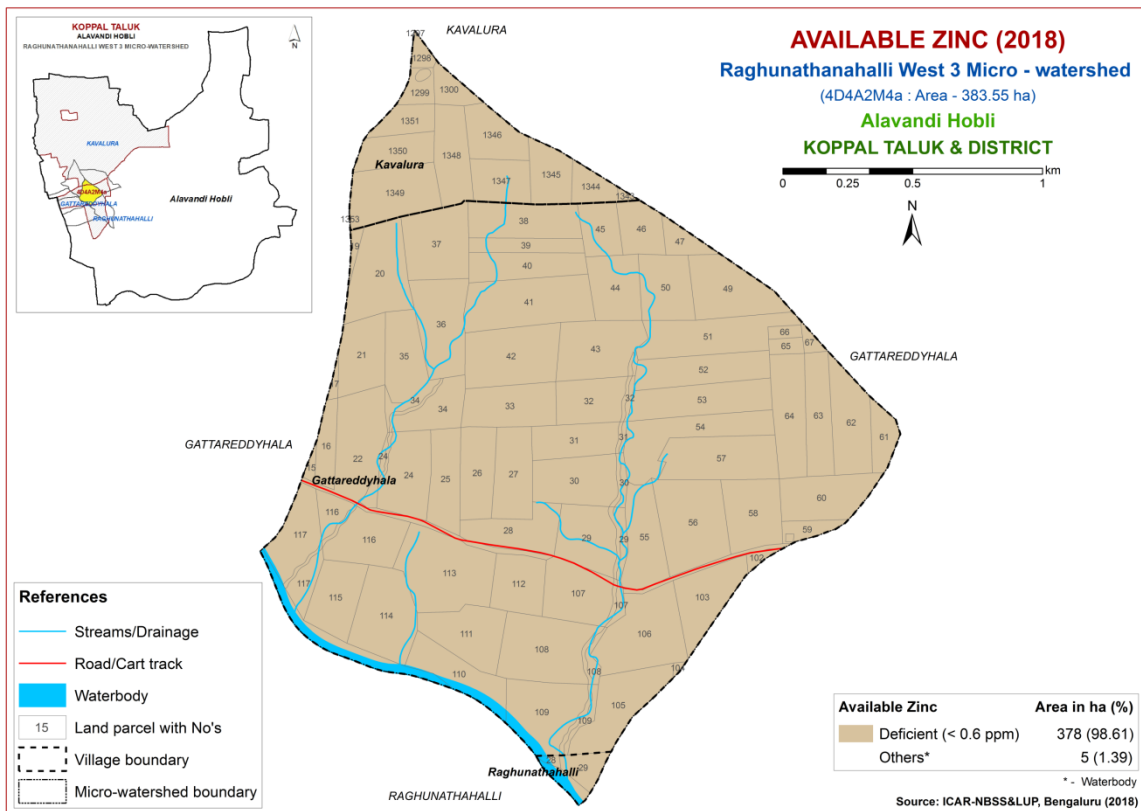 KOPPAL TALUK
ALAVANDI HOBLI
RAGHUNATHANAHALLI WEST 3 MICRO-WATERSHED
N
KAVALURA
4D4A2M4a
GATTAREDDYHALA
RAGHUNATHAHALLI
Alavandi Hobli
AVAILABLE ZINC (2018)
Raghunathanahalli West 3 Micro - watershed
(4D4A2M4a : Area - 383.55 ha)
Alavandi Hobli
KOPPAL TALUK & DISTRICT
km
0 0.25 0.5 1
N
KAVALURA
1297
1298
1299 1300
1351 1346
1350 1348
Kavalura
1347 1345 1344 1343
1349
1353
38 45 46 47
19 37 39
20 40
44 50 49
41
36 51
66
65 67
21 35 42 43
GATTAREDDYHALA
52
34 34 33 32 32 53
64 63 62 61
54
31 31
GATTAREDDYHALA
16 22 24 24 25 26 27 57
15
Gattareddyhala
30 30
60
116 56 58
117 116 28 29 29 55 59
102
113 112 107 107 103
117 115 114 111 108 106
110 108 104
109 109 105
28 29
Raghunathahalli
RAGHUNATHAHALLI
References
Streams/Drainage
Road/Cart track
Waterbody
15 Land parcel with No's
Village boundary
Micro-watershed boundary
Available Zinc Area in ha (%)
Deficient (< 0.6 ppm) 378 (98.61)
Others* 5 (1.39)
* - Waterbody
Source: ICAR-NBSS&LUP, Bengaluru (2018)